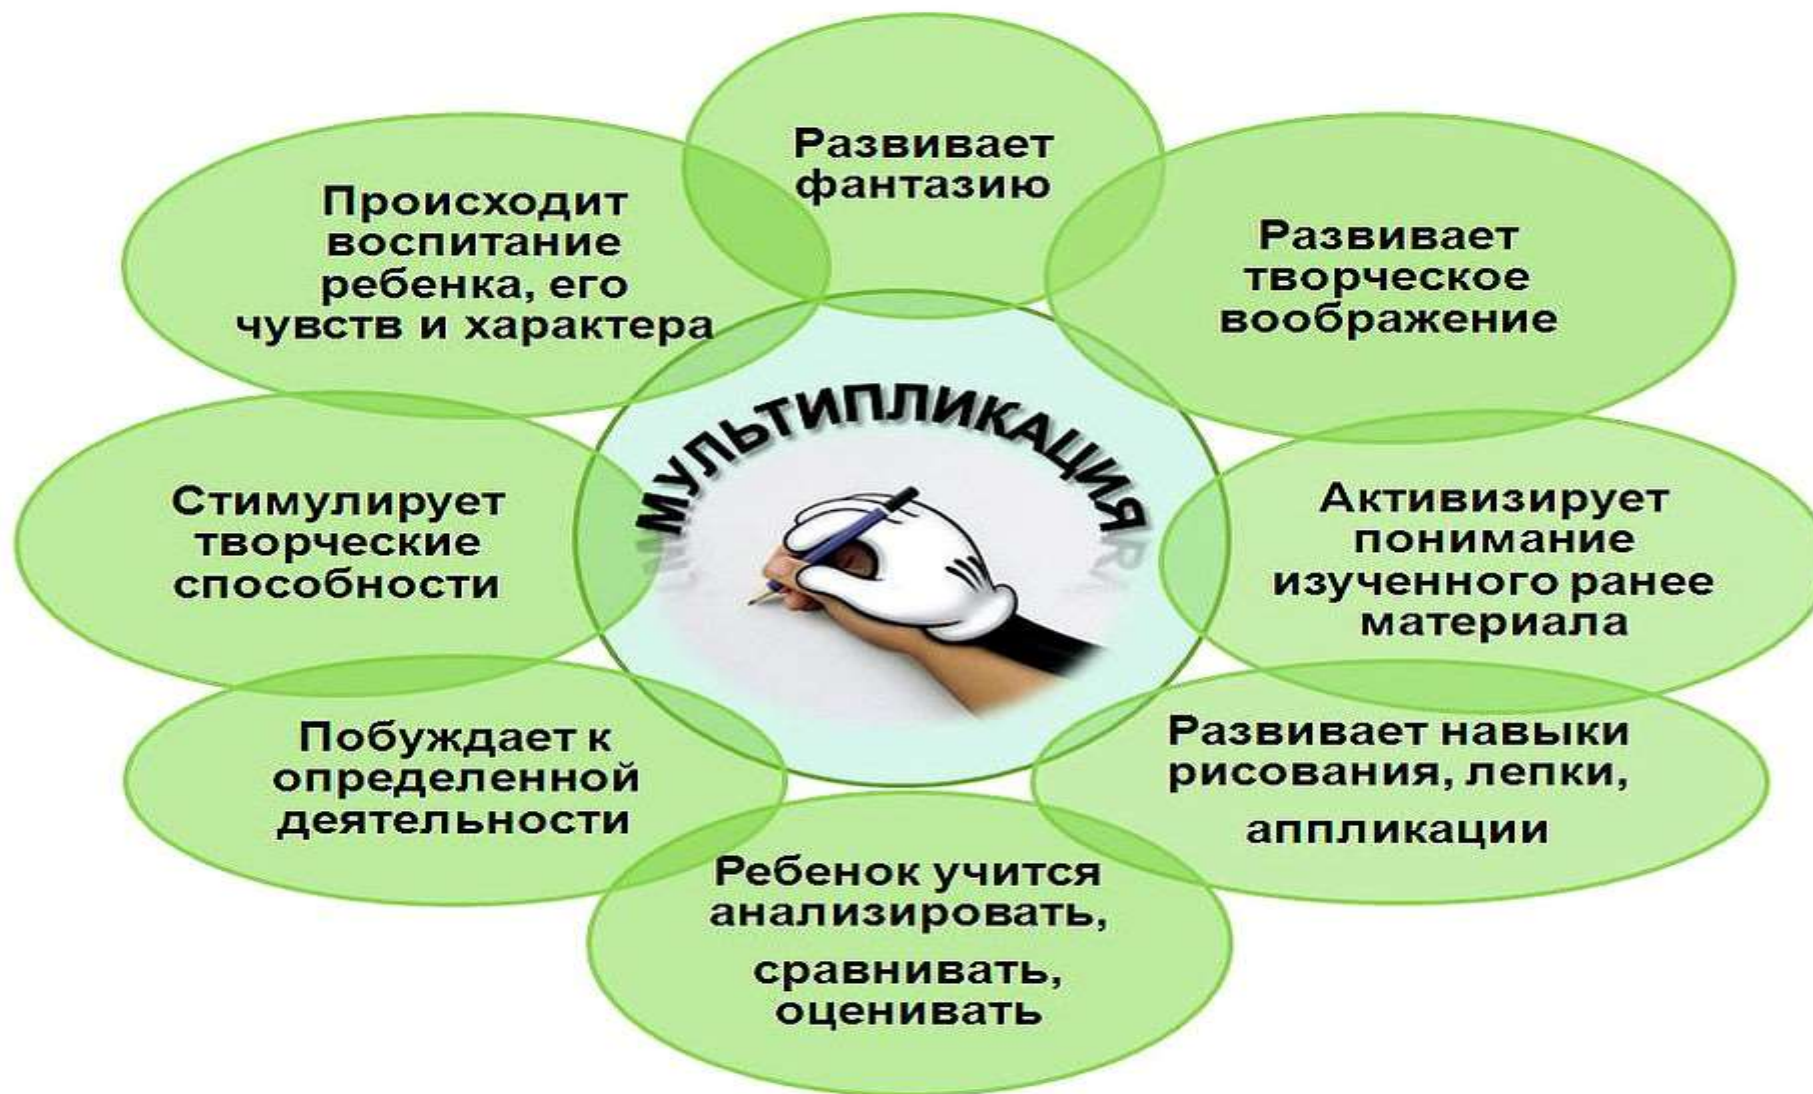 Развивает
фантазию
Развивает
творческое
воображение
Активизирует
понимание
изученного ранее
материала
Развивает навыки
рисования, лепки,
аппликации
Ребенок учится
анализировать,
сравнивать,
оценивать
Побуждает к
определенной
деятельности
Стимулирует
творческие
способности
Происходит
воспитание
ребенка, его
чувств и характера
МУЛЬТИПЛИКАЦИЯ